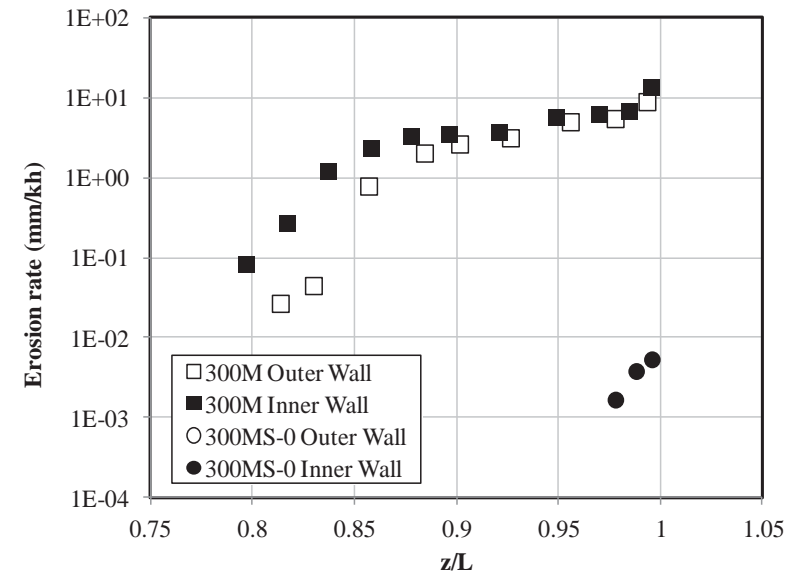 1E+02
1E+01
1E+00
1E-01
1E-02
1E-03
1E-04
Erosion rate (mm/kh)
300M Outer Wall
300M Inner Wall
300MS-0 Outer Wall
300MS-0 Inner Wall
0.75 0.8 0.85 0.9 0.95 1 1.05
z/L